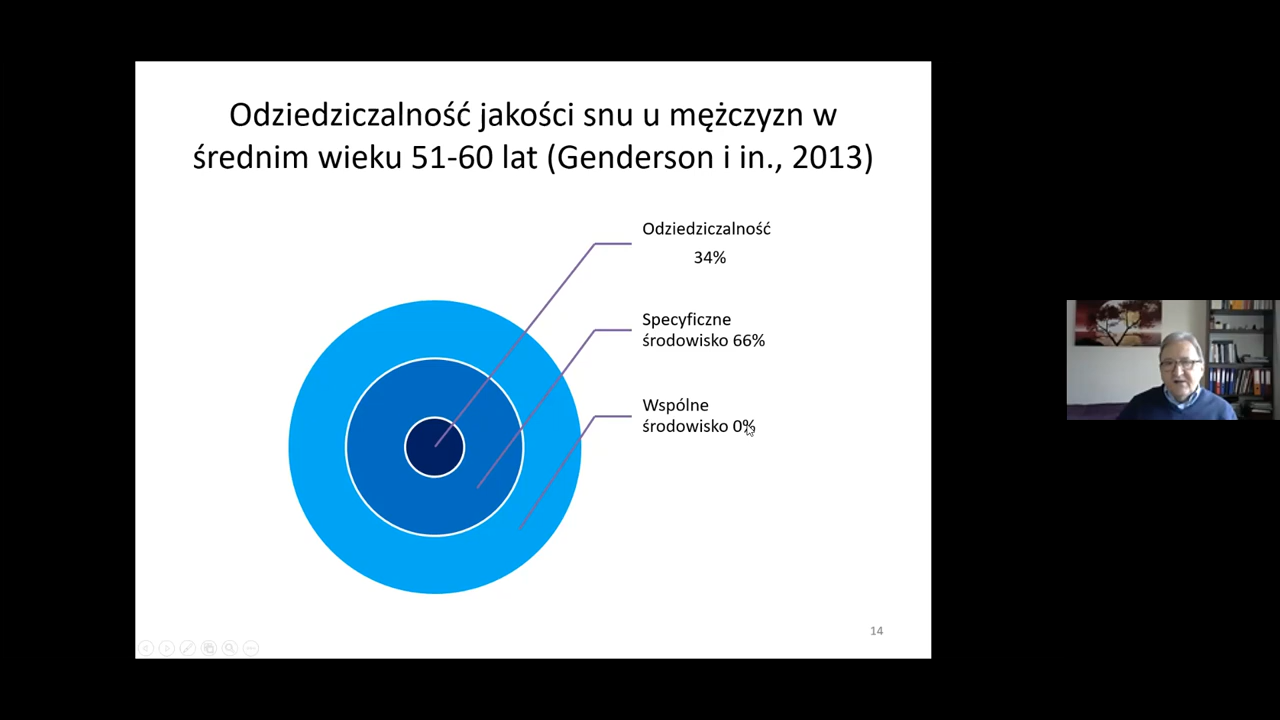 Odziedziczalność jakości snu u mężczyzn w
średnim wieku 51-60 lat (Genderson i in., 2013)
Odziedziczalność
34%
Specyficzne
środowisko 66%
Wspólne
środowisko 0%
14